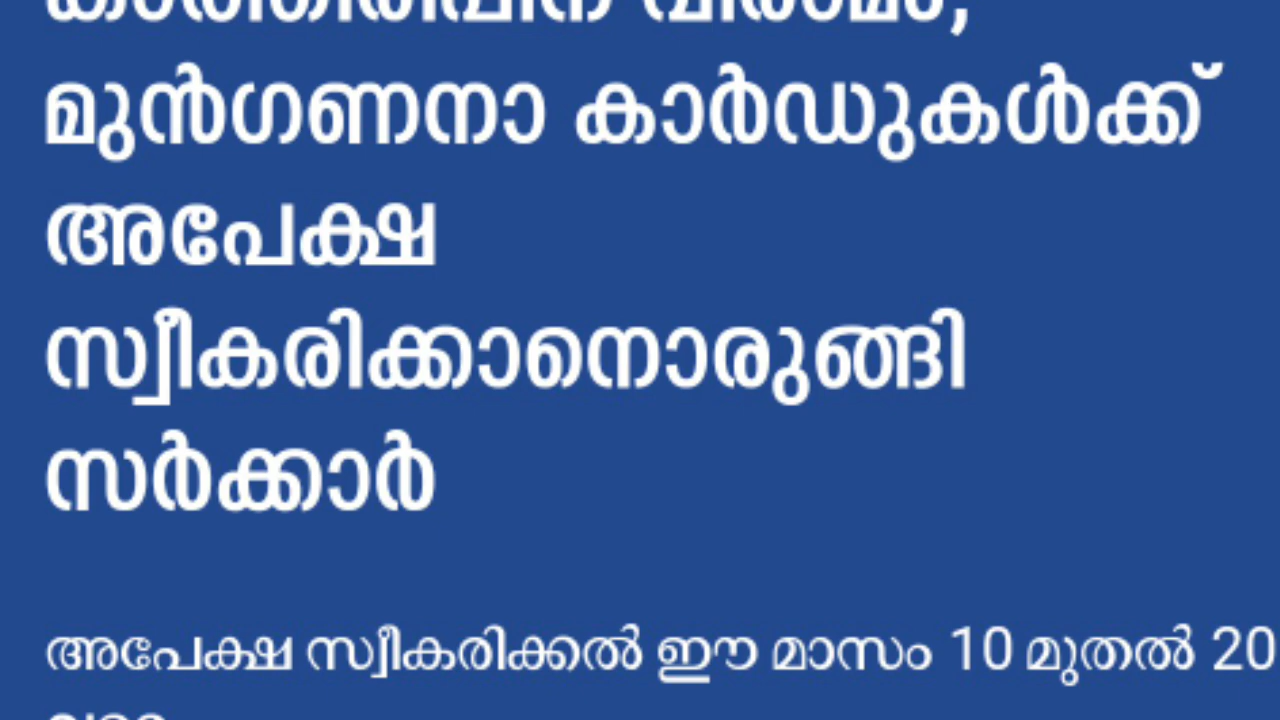 കാത്തിരിപ്പിന് വിരാമം,
മുൻഗണനാ കാർഡുകൾക്ക്
അപേക്ഷ
സ്വീകരിക്കാനൊരുങ്ങി
സർക്കാർ
അപേക്ഷ സ്വീകരിക്കൽ ഈ മാസം 10 മുതൽ 20